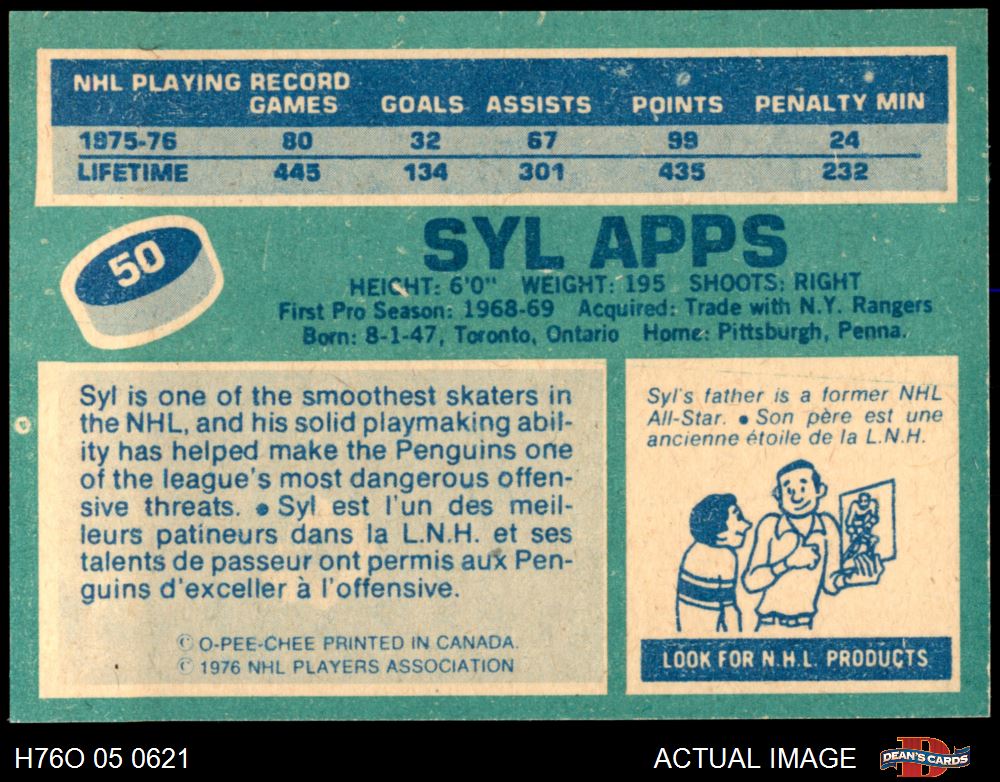 NHL PLAYING RECORD
GAMES GOALS ASSISTS POINTS PENALTY MIN
1975-76 80 32 67 99 24
LIFETIME 445 134 301 435 232
50
SYL APPS
HEIGHT: 6'0" WEIGHT: 195 SHOOTS: RIGHT
First Pro Season: 1968-69 Acquired: Trade with N.Y. Rangers
Born: 8-1-47, Toronto, Ontario Home: Pittsburgh, Penna.
Syl is one of the smoothest skaters in
the NHL, and his solid playmaking abil-
ity has helped make the Penguins one
of the league's most dangerous offen-
sive threats. • Syl est l'un des meil-
leurs patineurs dans la L.N.H. et ses
talents de passeur ont permis aux Pen-
guins d'exceller à l'offensive.
© O-PEE-CHEE PRINTED IN CANADA.
© 1976 NHL PLAYERS ASSOCIATION
Syl's father is a former NHL
All-Star. • Son père est une
ancienne étoile de la L.N.H.
LOOK FOR N.H.L. PRODUCTS
H76O 05 0621
ACTUAL IMAGE
DEAN'S CARDS